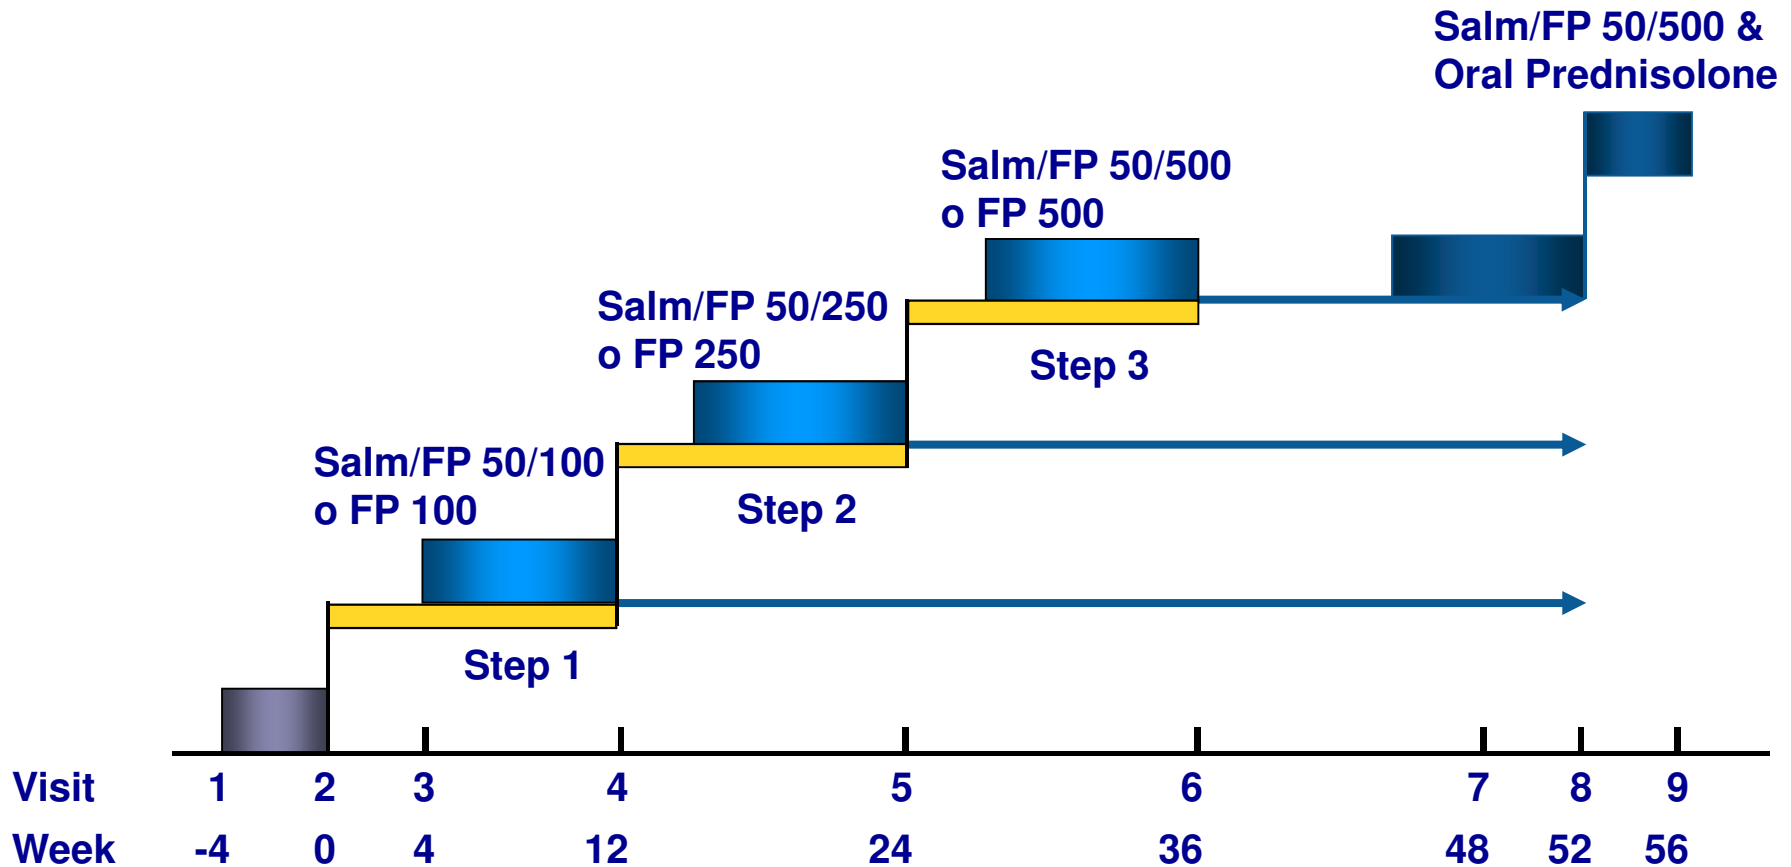 Salm/FP 50/500 &
Oral Prednisolone
Salm/FP 50/500
o FP 500
Salm/FP 50/250
o FP 250
Step 3
Salm/FP 50/100
o FP 100
Step 2
Step 1
Visit 1 2 3 4 5 6 7 8 9
Week -4 0 4 12 24 36 48 52 56